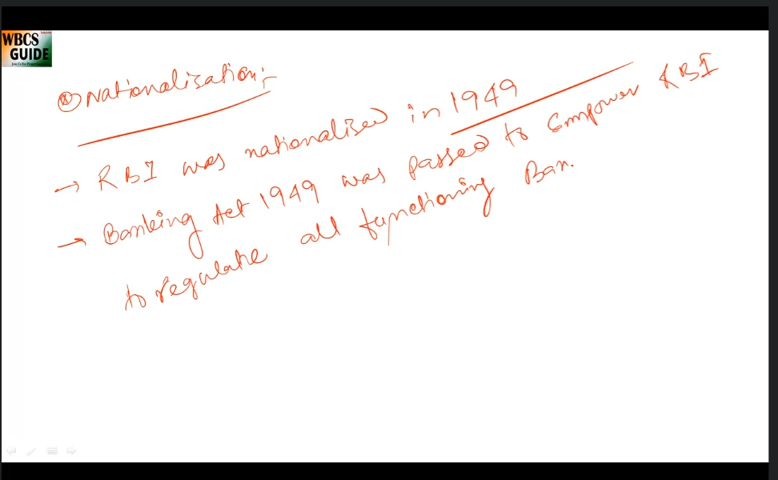 WBCS
GUIDE
Nationalisation:-
→ RBI was nationalised in 1949
→ Banking Act 1949 was passed to Empower RBI
to regulate all functioning Ban